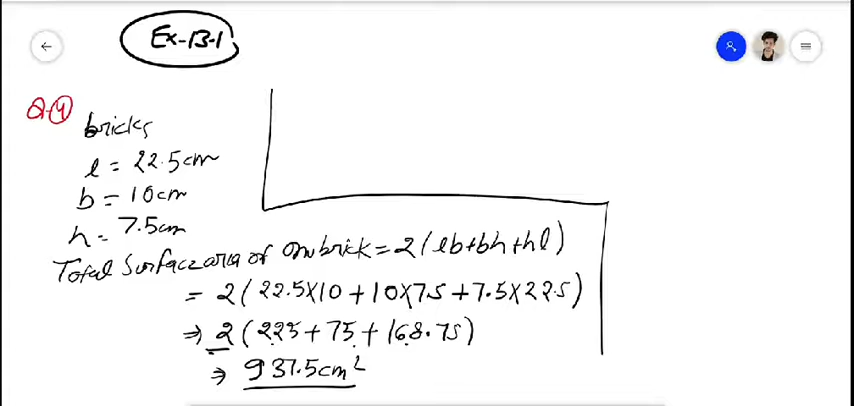 Ex-13.1
Q.4
bricks
l = 22.5cm
b = 10cm
h = 7.5cm
Total Surface area of one brick = 2(lb+bh+hl)
= 2(22.5×10 + 10×7.5 + 7.5×22.5)
⇒ 2(225 + 75 + 168.75)
⇒ 937.5cm²